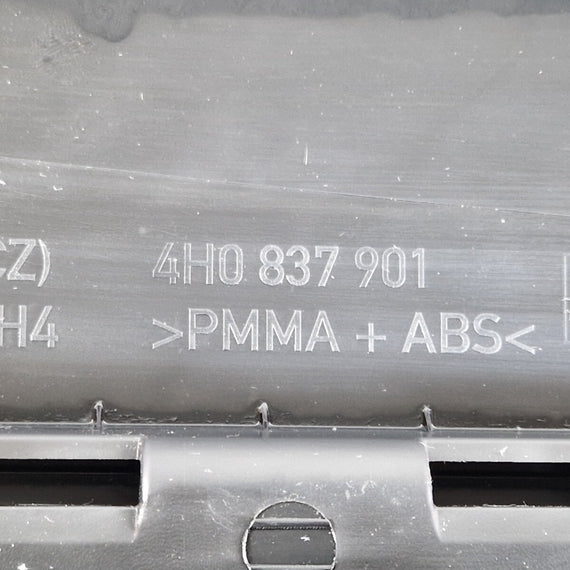 CZ) 4H0 837 901
H4 >PMMA + ABS<